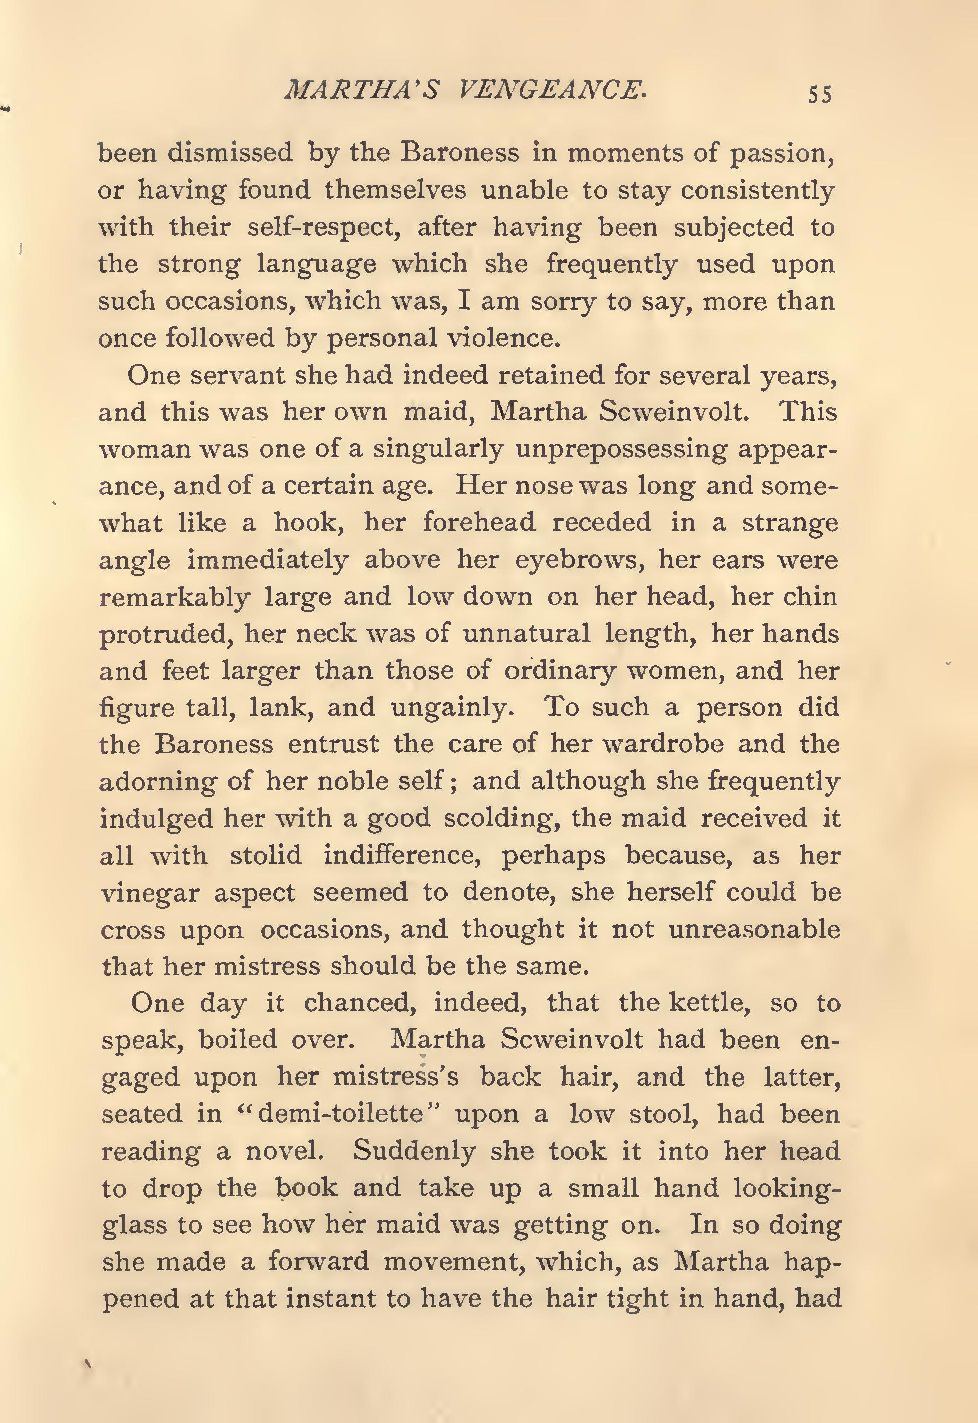 MARTHA'S VENGEANCE. 55
been dismissed by the Baroness in moments of passion,
or having found themselves unable to stay consistently
with their self-respect, after having been subjected to
the strong language which she frequently used upon
such occasions, which was, I am sorry to say, more than
once followed by personal violence.
One servant she had indeed retained for several years,
and this was her own maid, Martha Scweinvolt. This
woman was one of a singularly unprepossessing appear-
ance, and of a certain age. Her nose was long and some-
what like a hook, her forehead receded in a strange
angle immediately above her eyebrows, her ears were
remarkably large and low down on her head, her chin
protruded, her neck was of unnatural length, her hands
and feet larger than those of ordinary women, and her
figure tall, lank, and ungainly. To such a person did
the Baroness entrust the care of her wardrobe and the
adorning of her noble self; and although she frequently
indulged her with a good scolding, the maid received it
all with stolid indifference, perhaps because, as her
vinegar aspect seemed to denote, she herself could be
cross upon occasions, and thought it not unreasonable
that her mistress should be the same.
One day it chanced, indeed, that the kettle, so to
speak, boiled over. Martha Scweinvolt had been en-
gaged upon her mistress's back hair, and the latter,
seated in "demi-toilette" upon a low stool, had been
reading a novel. Suddenly she took it into her head
to drop the book and take up a small hand looking-
glass to see how her maid was getting on. In so doing
she made a forward movement, which, as Martha hap-
pened at that instant to have the hair tight in hand, had